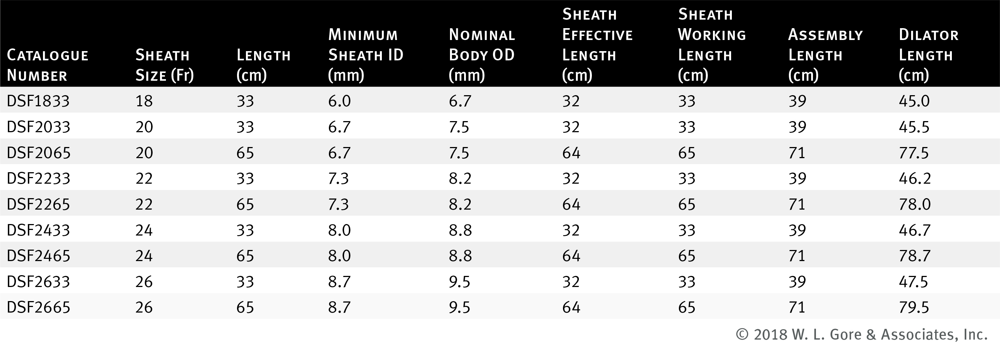 CATALOGUE NUMBER SHEATH SIZE (Fr) LENGTH (cm) MINIMUM SHEATH ID (mm) NOMINAL BODY OD (mm) SHEATH EFFECTIVE LENGTH (cm) SHEATH WORKING LENGTH (cm) ASSEMBLY LENGTH (cm) DILATOR LENGTH (cm)
DSF1833 18 33 6.0 6.7 32 33 39 45.0
DSF2033 20 33 6.7 7.5 32 33 39 45.5
DSF2065 20 65 6.7 7.5 64 65 71 77.5
DSF2233 22 33 7.3 8.2 32 33 39 46.2
DSF2265 22 65 7.3 8.2 64 65 71 78.0
DSF2433 24 33 8.0 8.8 32 33 39 46.7
DSF2465 24 65 8.0 8.8 64 65 71 78.7
DSF2633 26 33 8.7 9.5 32 33 39 47.5
DSF2665 26 65 8.7 9.5 64 65 71 79.5
© 2018 W. L. Gore & Associates, Inc.